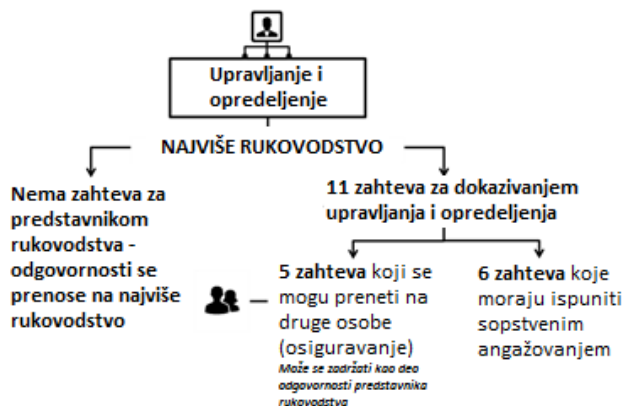 Upravljanje i
opredeljenje
NAJVIŠE RUKOVODSTVO
Nema zahteva za
predstavnikom
rukovodstva -
odgovornosti se
prenose na najviše
rukovodstvo
11 zahteva za dokazivanjem
upravljanja i opredeljenja
5 zahteva koji se
mogu preneti na
druge osobe
(osiguravanje)
Može se zadržati kao deo
odgovornosti predstavnika
rukovodstva
6 zahteva koje
moraju ispuniti
sopstvenim
angažovanjem